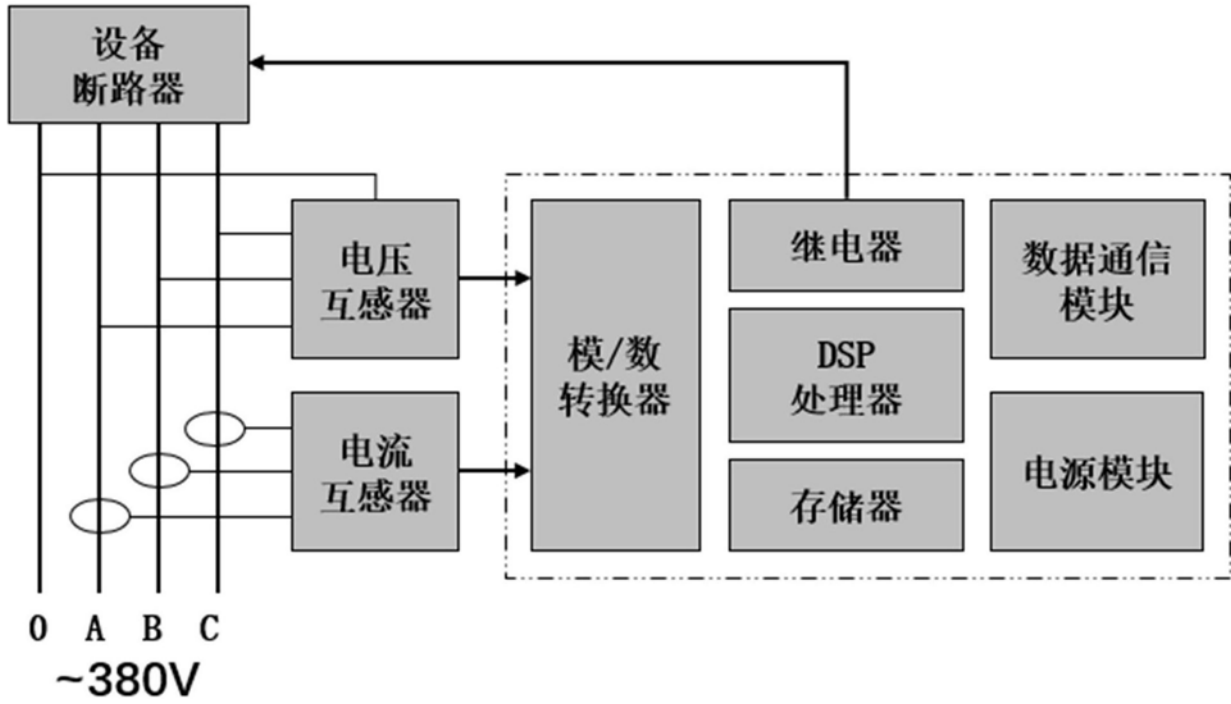 设备
断路器
电压
互感器
电流
互感器
模/数
转换器
继电器
DSP
处理器
存储器
数据通信
模块
电源模块
0 A B C
~380V